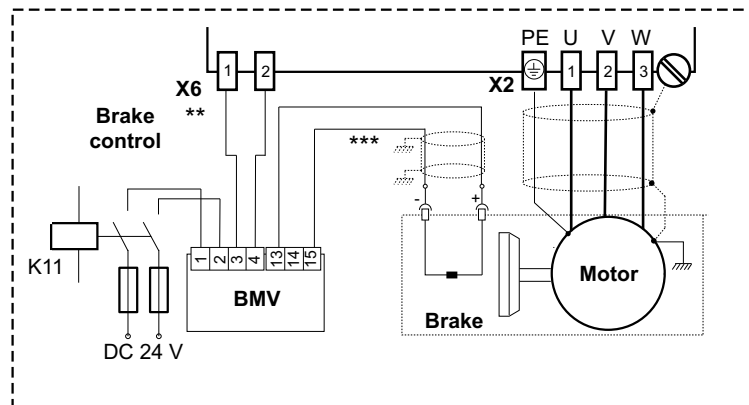 PE U V W
1 2
X6
X2
1 2 3
**
Brake
control
***
- +
K11
1 2 3 4 13 14 15
BMV
Motor
Brake
DC 24 V